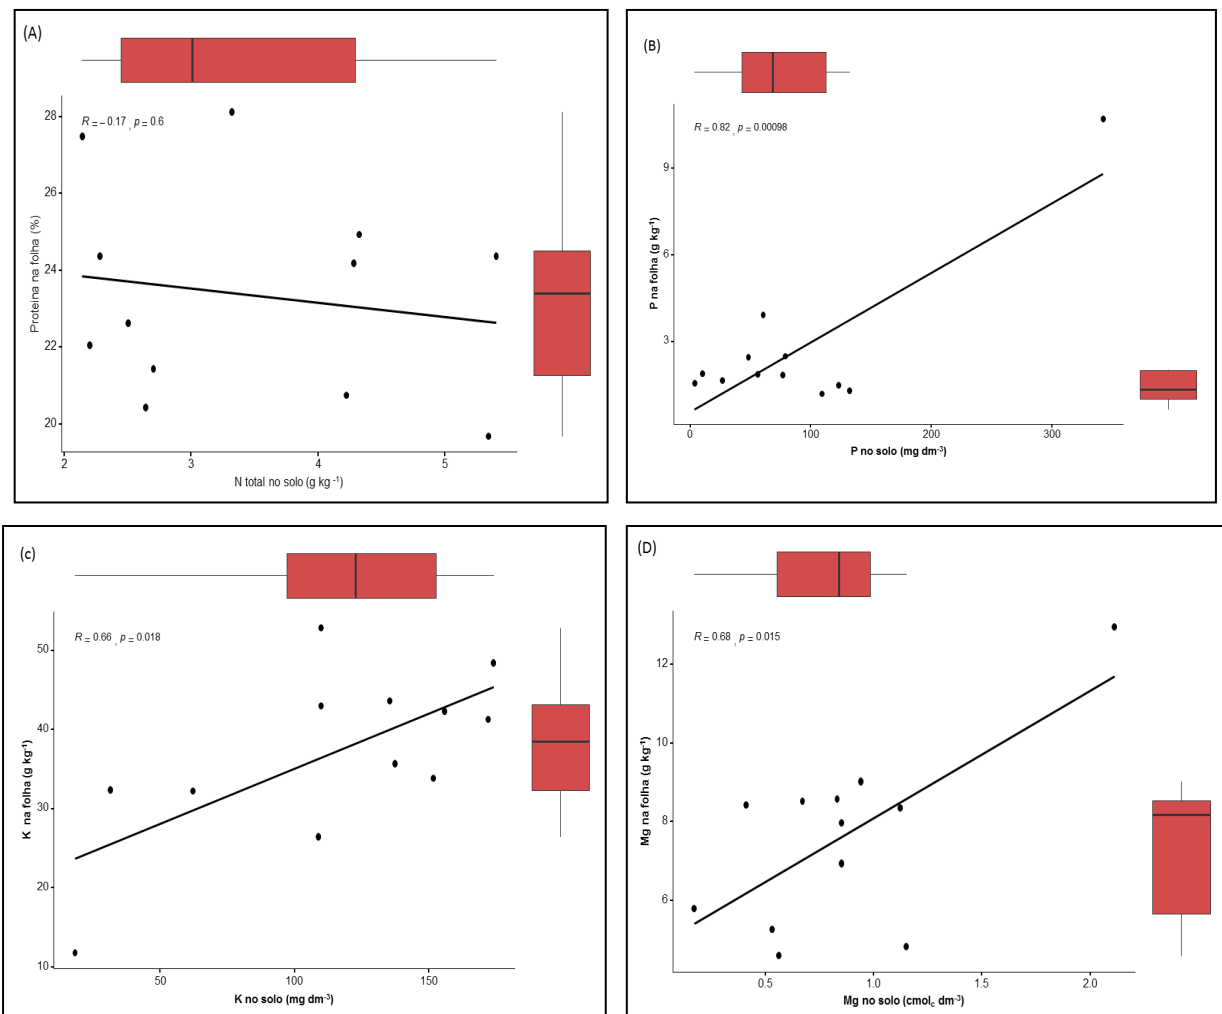 (A)
R = − 0.17 , p = 0.6
Proteína na folha (%)
28
26
24
22
20
2 3 4 5
N total no solo (g kg -1)
(B)
R = 0.82 , p = 0.00098
P na folha (g kg-1)
9
6
3
0 100 200 300
P no solo (mg dm-3)
(c)
R = 0.66 , p = 0.018
K na folha (g kg-1)
50
40
30
20
10
50 100 150
K no solo (mg dm-3)
(D)
R = 0.68 , p = 0.015
Mg na folha (g kg-1)
12
10
8
6
0.5 1.0 1.5 2.0
Mg no solo (cmolc dm-3)